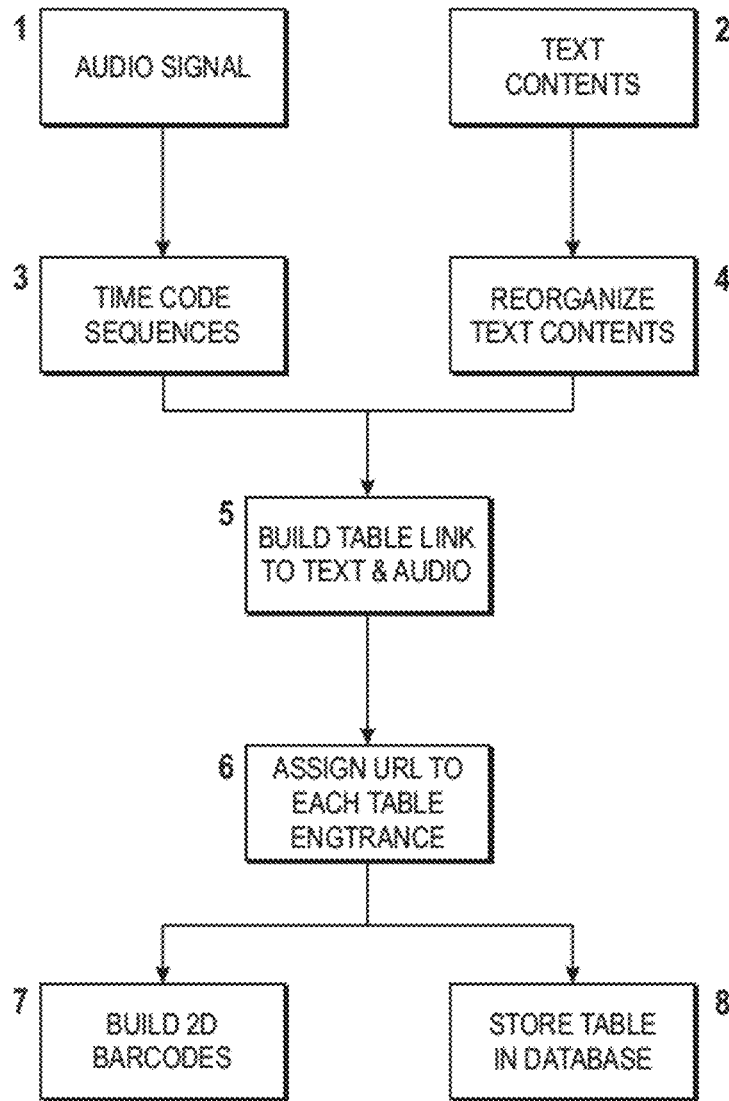 1
AUDIO SIGNAL
2
TEXT
CONTENTS
3
TIME CODE
SEQUENCES
4
REORGANIZE
TEXT CONTENTS
5
BUILD TABLE LINK
TO TEXT & AUDIO
6
ASSIGN URL TO
EACH TABLE
ENGTRANCE
7
BUILD 2D
BARCODES
8
STORE TABLE
IN DATABASE